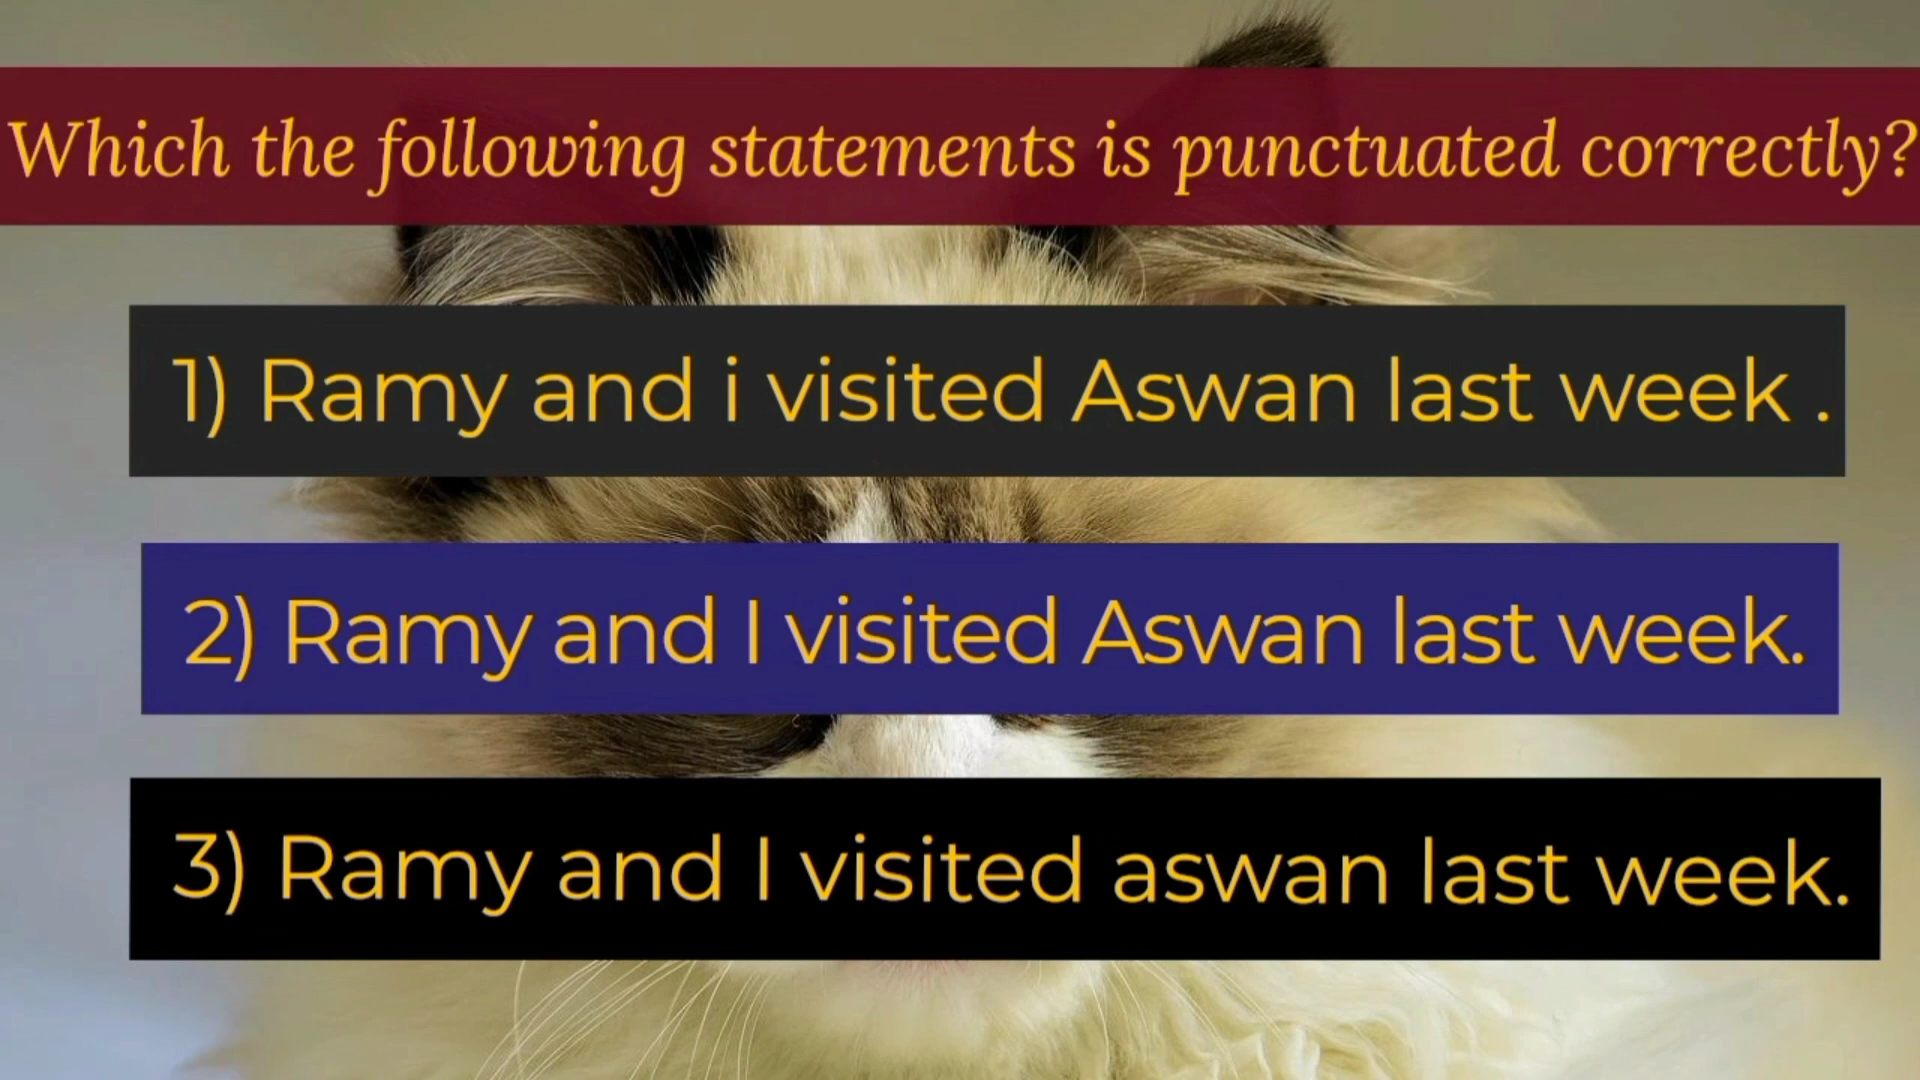 Which the following statements is punctuated correctly?
1) Ramy and i visited Aswan last week .
2) Ramy and I visited Aswan last week.
3) Ramy and I visited aswan last week.